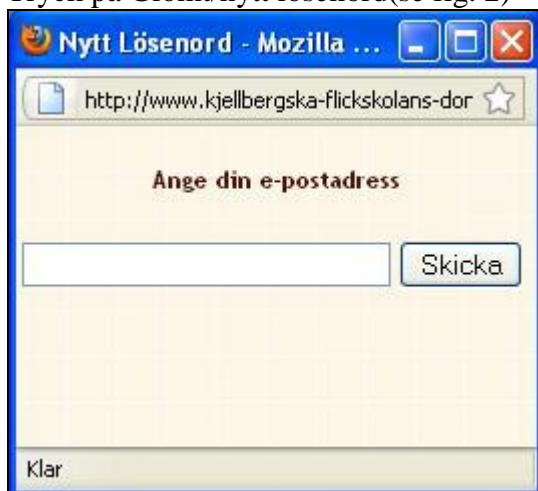 Nytt Lösenord - Mozilla ...
http://www.kjellbergska-flickskolans-dor
Ange din e-postadress
Skicka
Klar